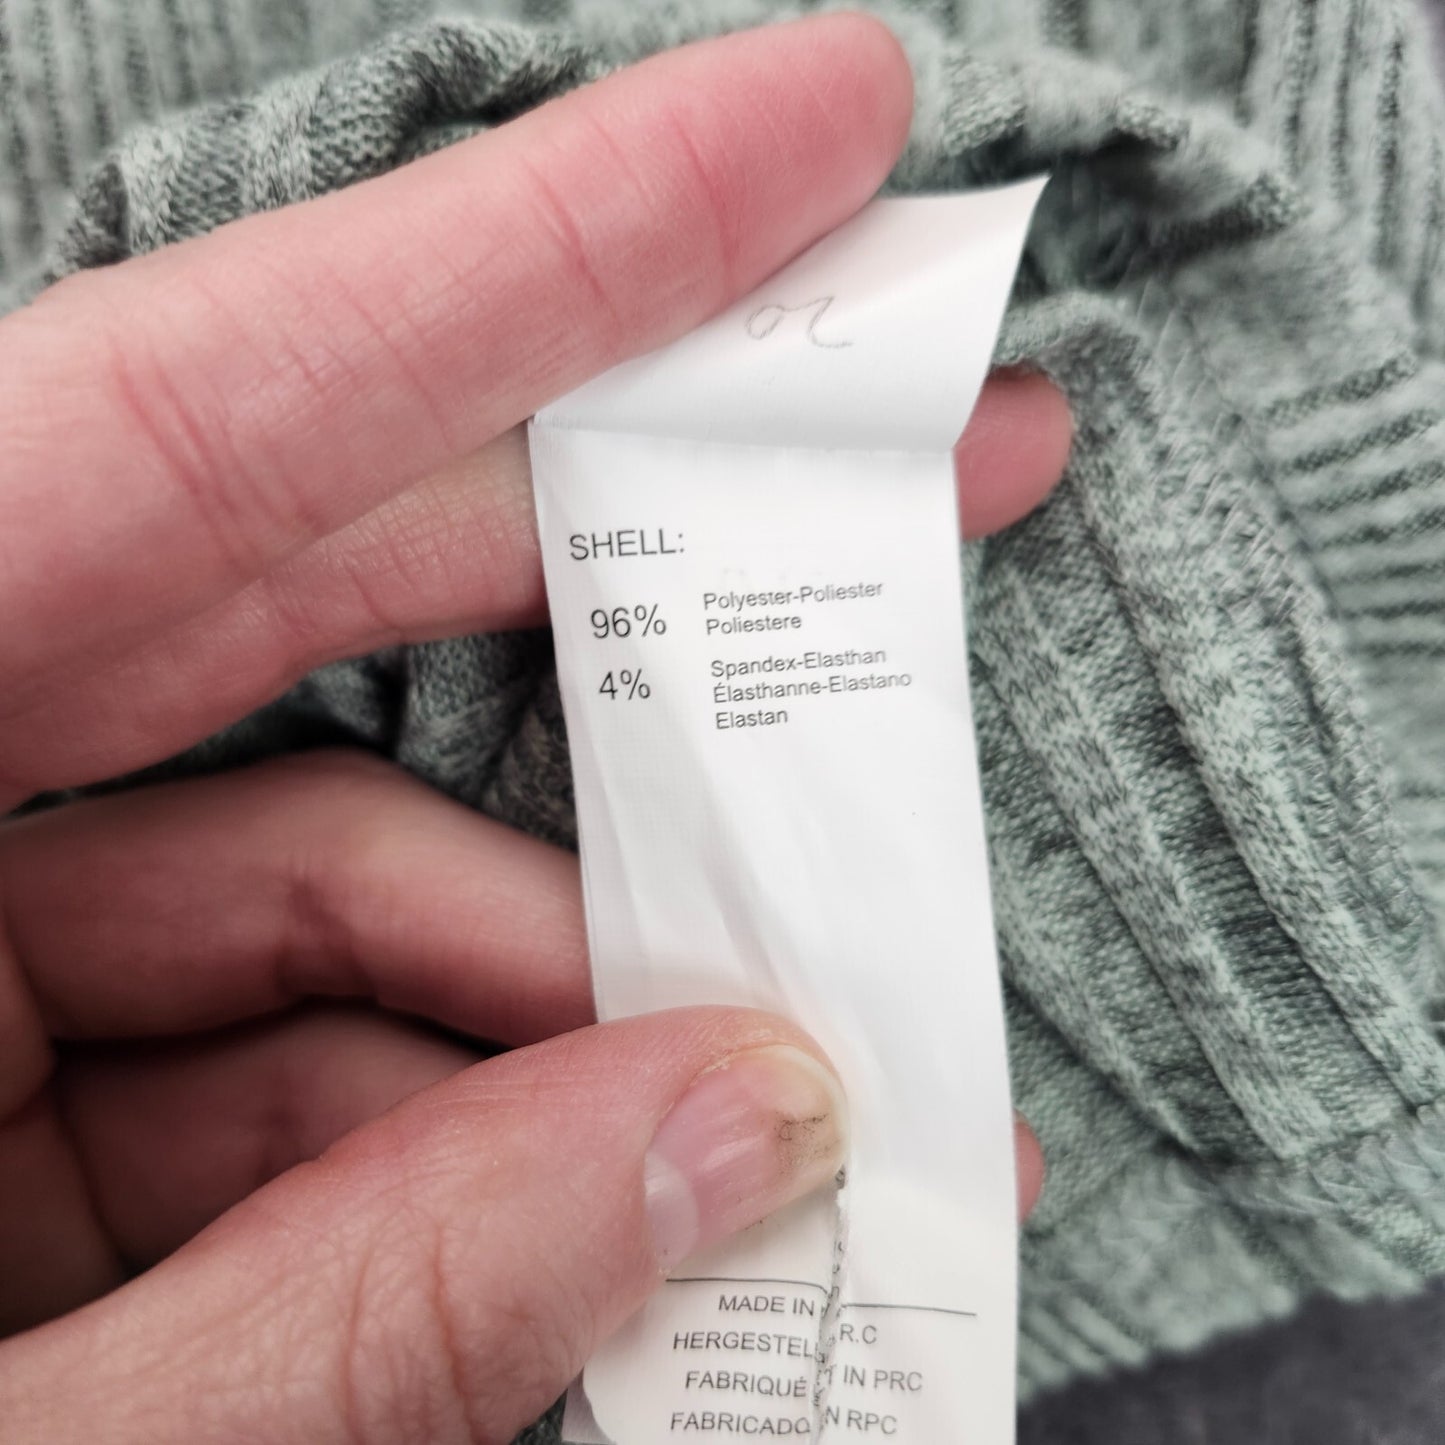 20
SHELL:
96% Polyester-Poliester
Poliestere
4% Spandex-Elasthan
Élasthanne-Elastano
Elastan
MADE IN R.C
HERGESTEL T IN PRC
FABRIQUÉ N RPC
FABRICADO